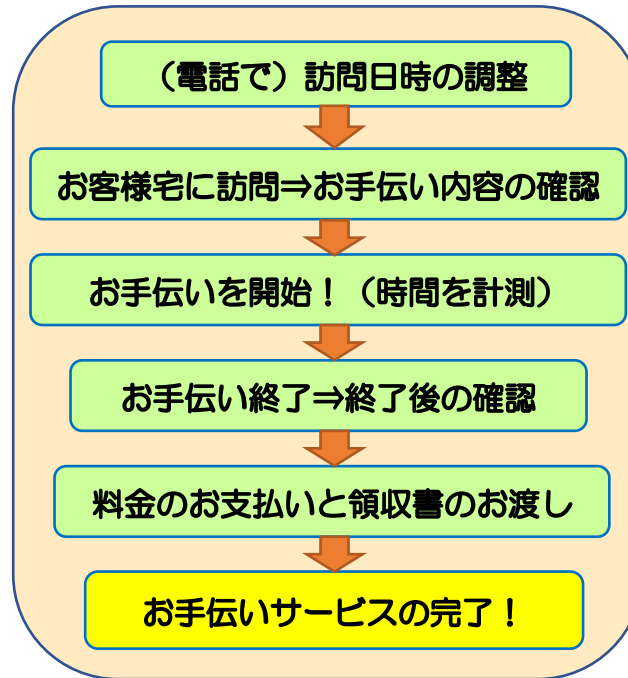 （電話で）訪問日時の調整
お客様宅に訪問⇒お手伝い内容の確認
お手伝いを開始！（時間を計測）
お手伝い終了⇒終了後の確認
料金のお支払いと領収書のお渡し
お手伝いサービスの完了！